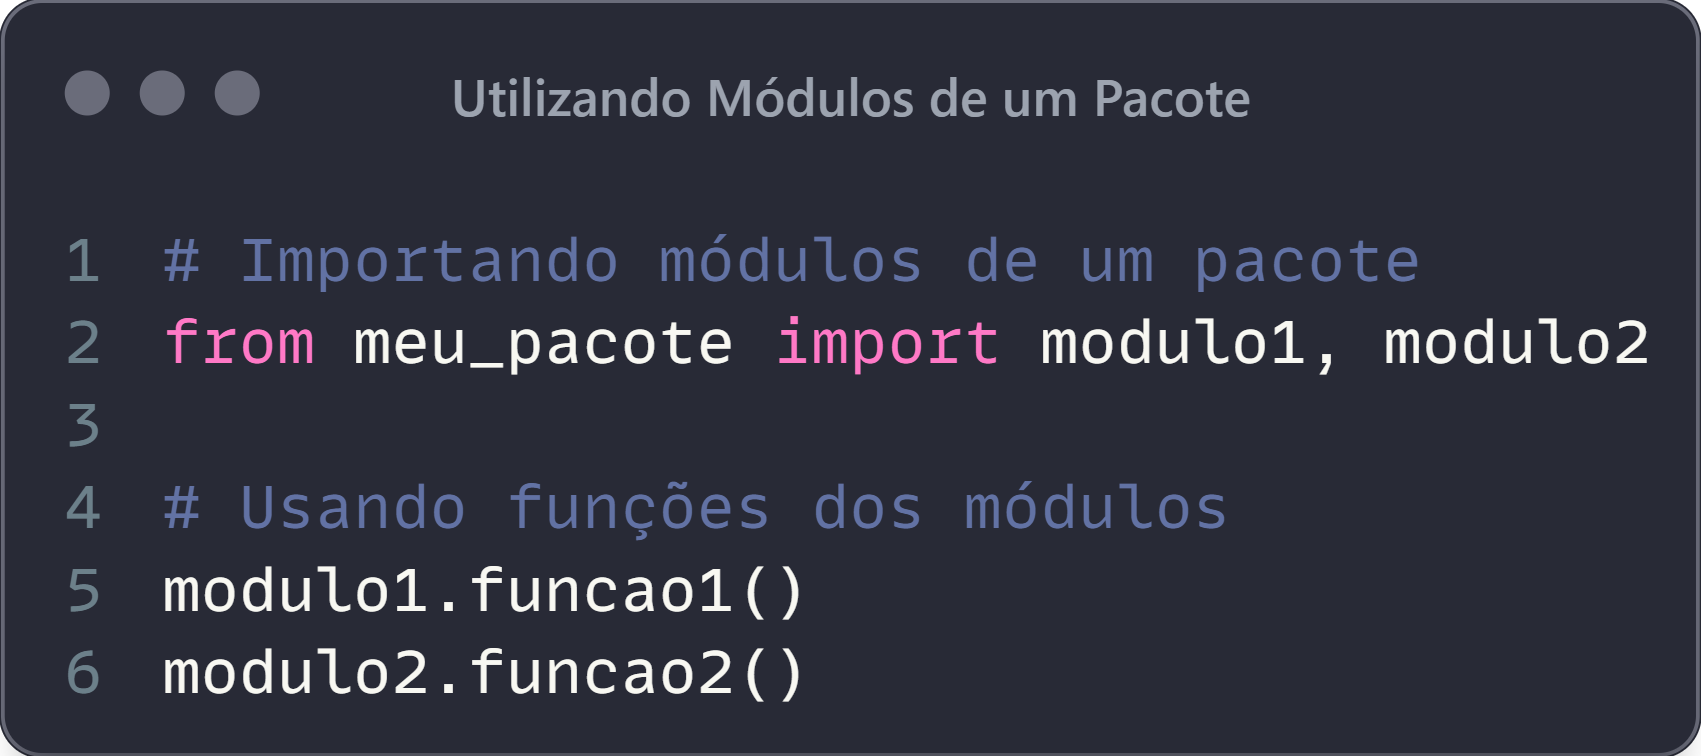 Utilizando Módulos de um Pacote
1 # Importando módulos de um pacote
2 from meu_pacote import modulo1, modulo2
3
4 # Usando funções dos módulos
5 modulo1.funcao1()
6 modulo2.funcao2()